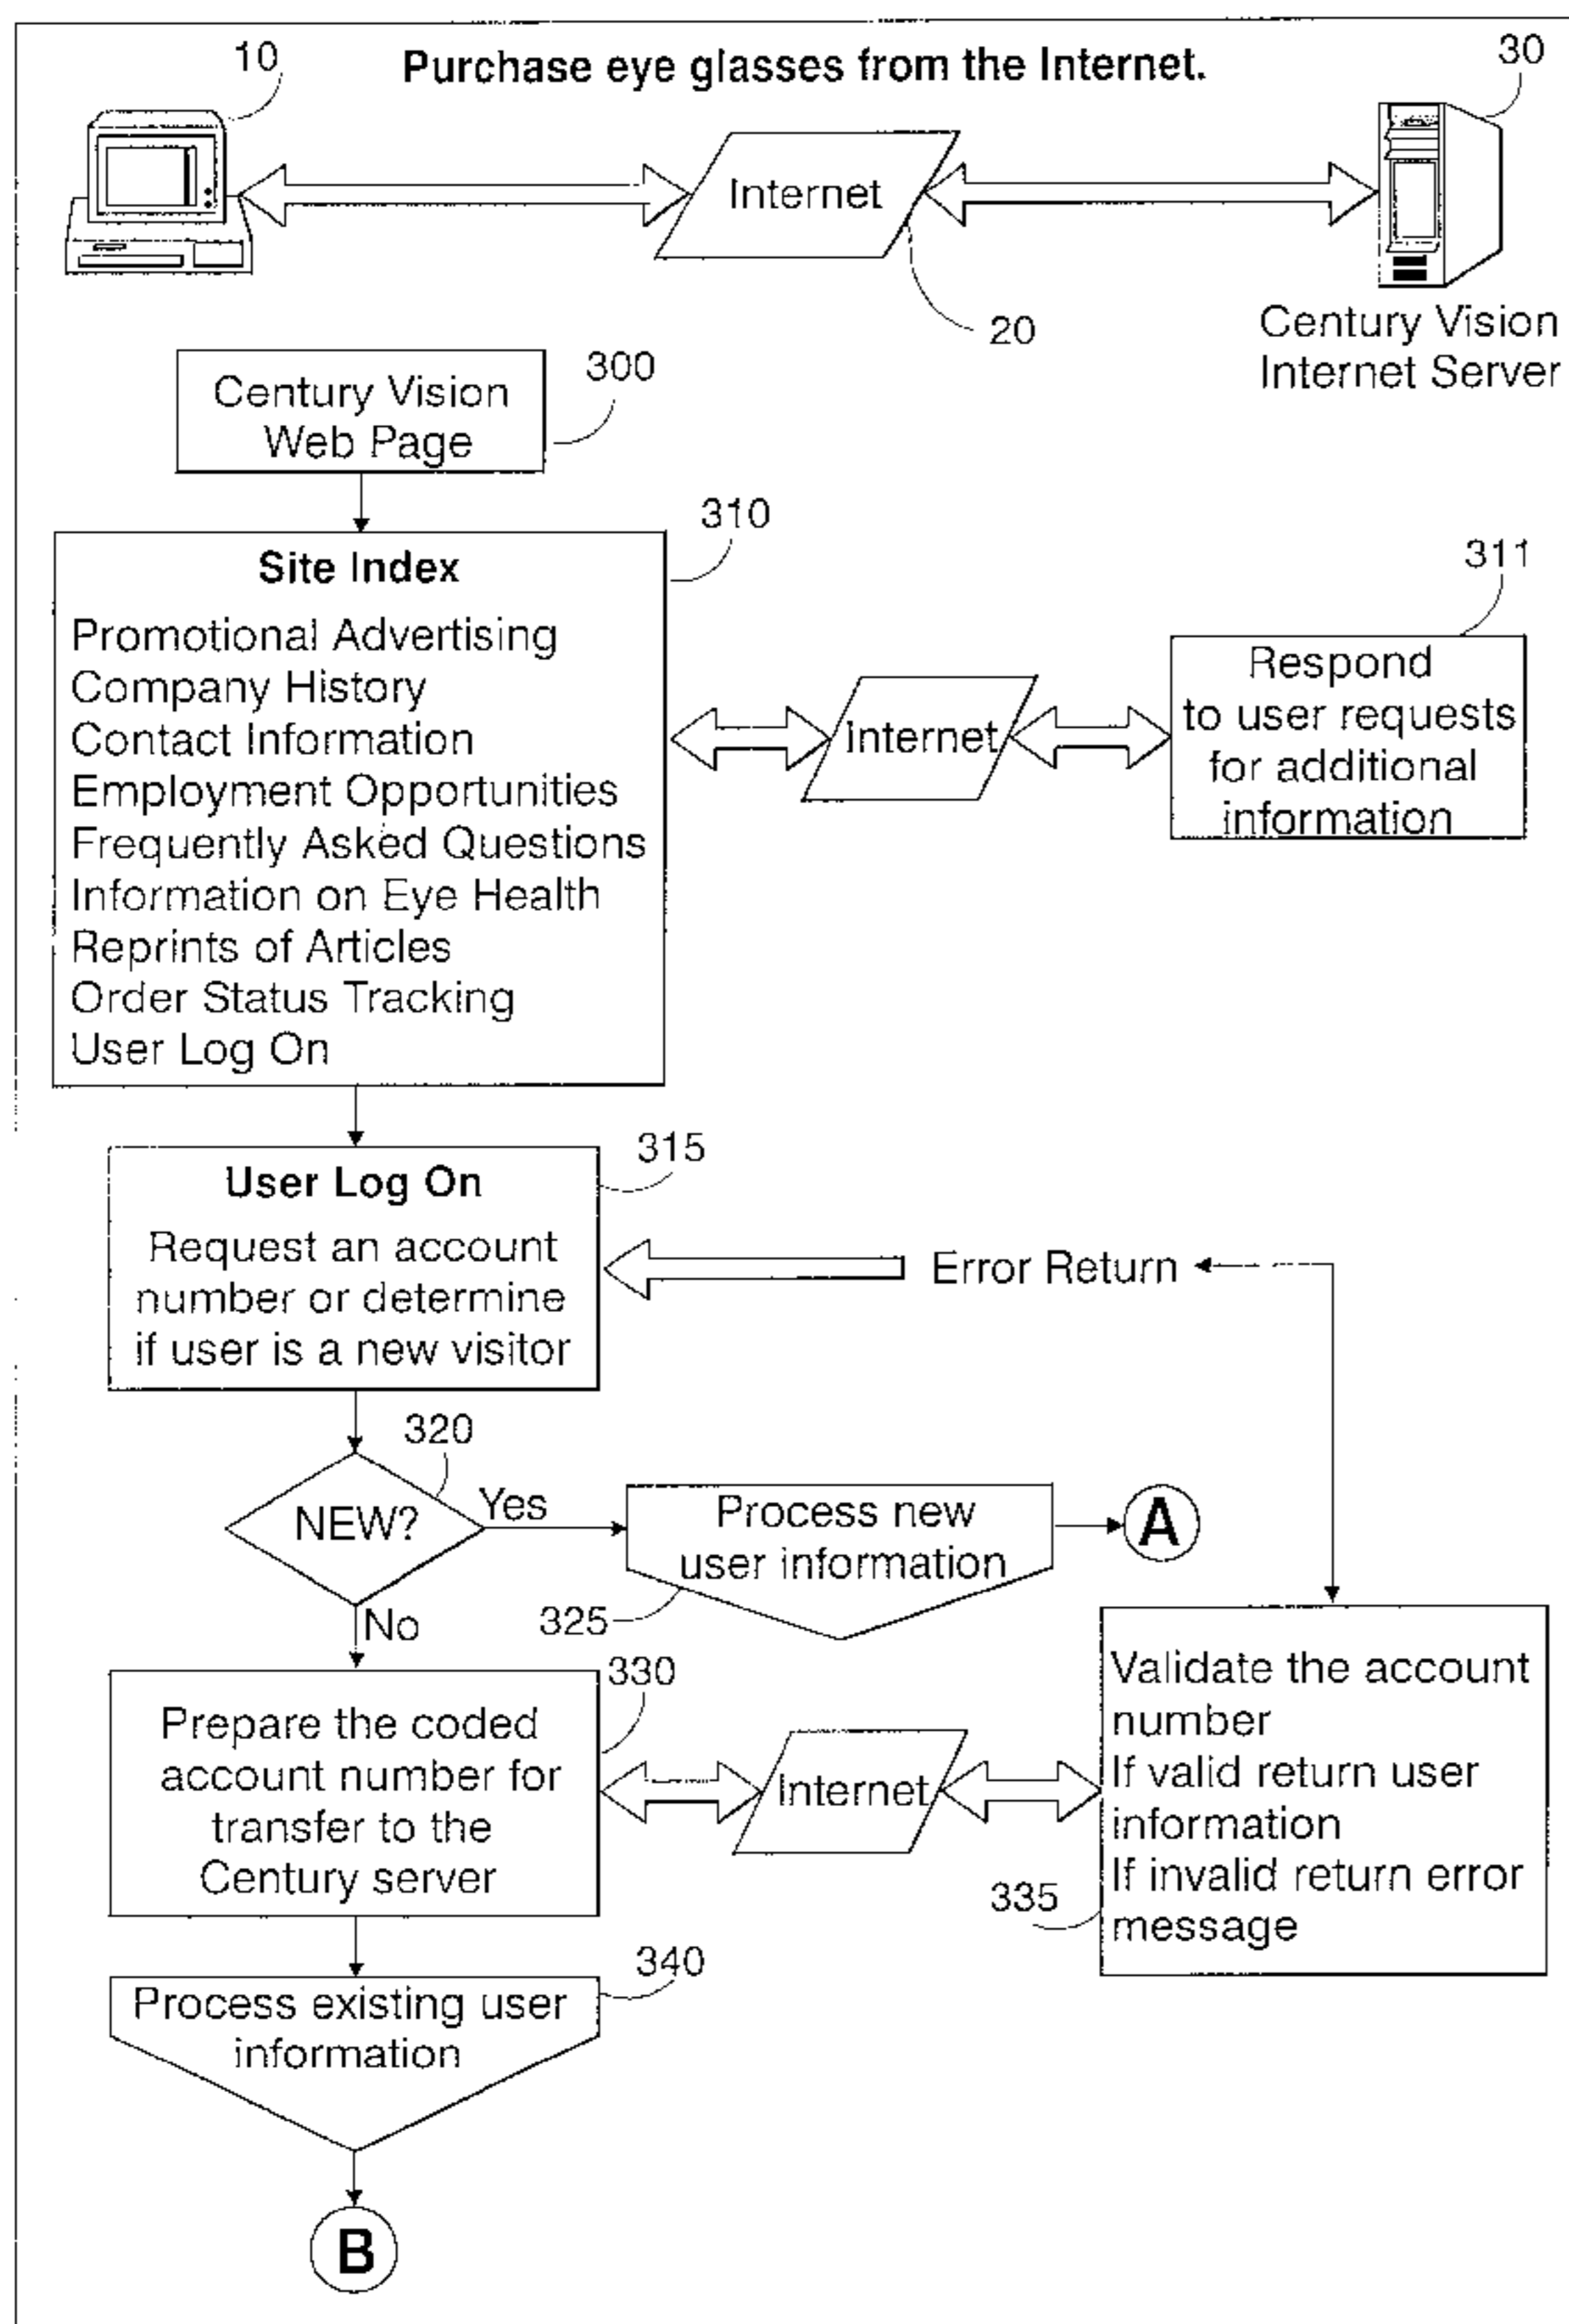 Purchase eye glasses from the Internet.
10
30
Internet
20
Century Vision
Internet Server
300
Century Vision
Web Page
310
Site Index
Promotional Advertising
Company History
Contact Information
Employment Opportunities
Frequently Asked Questions
Information on Eye Health
Reprints of Articles
Order Status Tracking
User Log On
Internet
311
Respond
to user requests
for additional
information
315
User Log On
Request an account
number or determine
if user is a new visitor
Error Return
320
NEW?
Yes
Process new
user information
325
A
No
330
Prepare the coded
account number for
transfer to the
Century server
Internet
Validate the account
number
If valid return user
information
If invalid return error
message
335
340
Process existing user
information
B